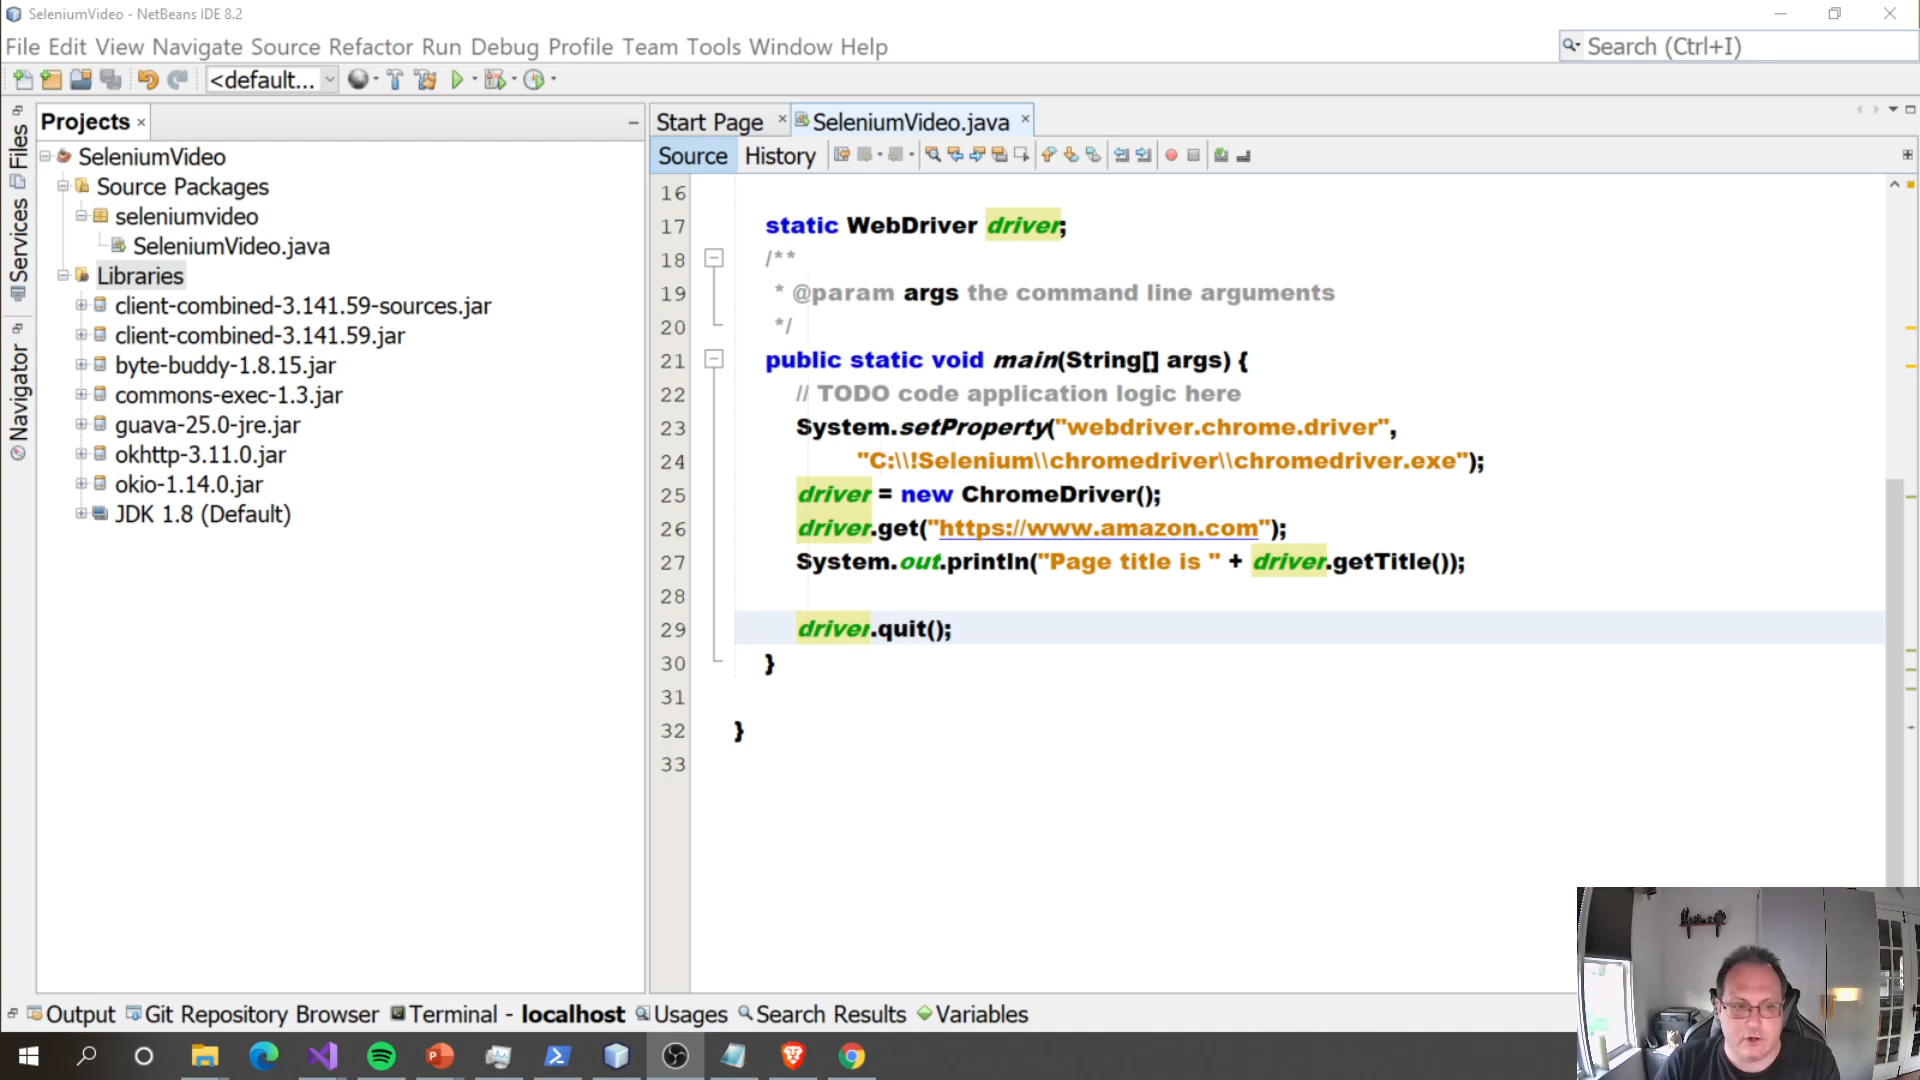 SeleniumVideo - NetBeans IDE 8.2
File Edit View Navigate Source Refactor Run Debug Profile Team Tools Window Help
Search (Ctrl+I)
<default...
Files
Services
Navigator
Projects
SeleniumVideo
Source Packages
seleniumvideo
SeleniumVideo.java
Libraries
client-combined-3.141.59-sources.jar
client-combined-3.141.59.jar
byte-buddy-1.8.15.jar
commons-exec-1.3.jar
guava-25.0-jre.jar
okhttp-3.11.0.jar
okio-1.14.0.jar
JDK 1.8 (Default)
Start Page
SeleniumVideo.java
Source History
16
17 static WebDriver driver;
18 /**
19 * @param args the command line arguments
20 */
21 public static void main(String[] args) {
22 // TODO code application logic here
23 System.setProperty("webdriver.chrome.driver",
24 "C:\\!Selenium\\chromedriver\\chromedriver.exe");
25 driver = new ChromeDriver();
26 driver.get("https://www.amazon.com");
27 System.out.println("Page title is " + driver.getTitle());
28
29 driver.quit();
30 }
31
32 }
33
Output Git Repository Browser Terminal - localhost Usages Search Results Variables